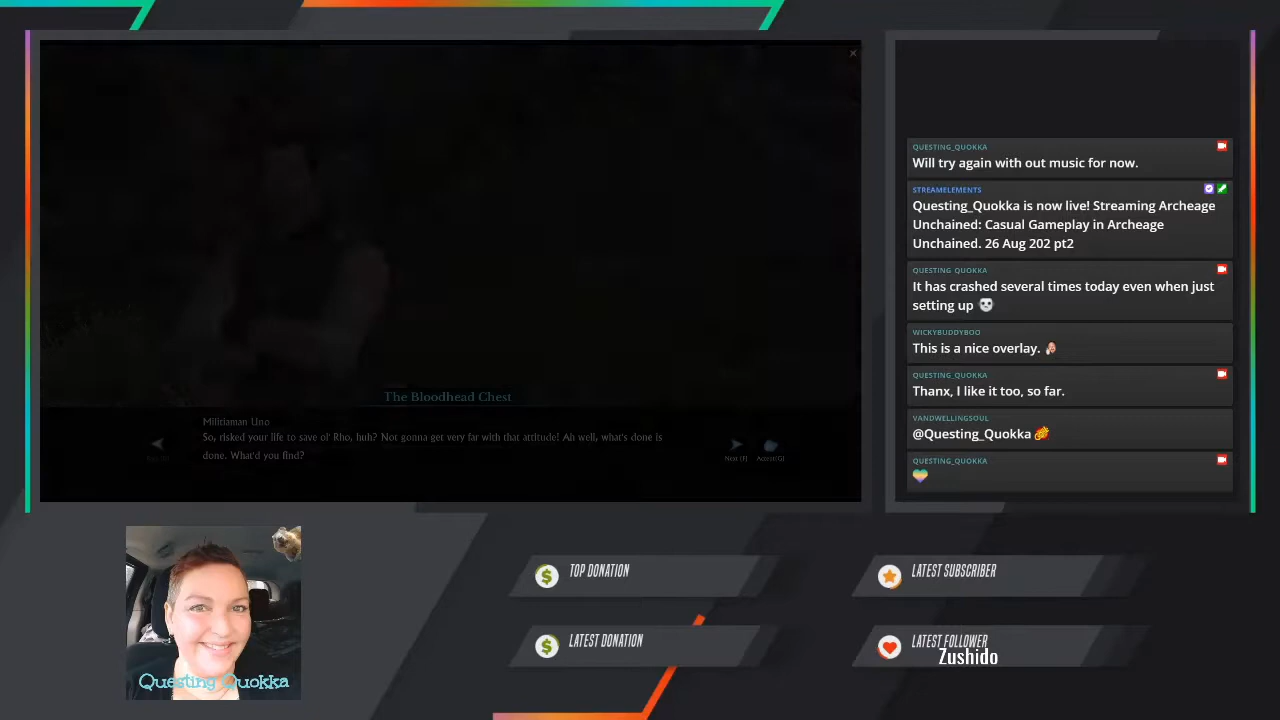 The Bloodhead Chest
Militiaman Uno
So, risked your life to save ol' Rho, huh? Not gonna get very far with that attitude! Ah well, what's done is
done. What'd you find?
Next (F)
Accept(G)
QUESTING_QUOKKA
Will try again with out music for now.
STREAMELEMENTS
Questing_Quokka is now live! Streaming Archeage
Unchained: Casual Gameplay in Archeage
Unchained. 26 Aug 202 pt2
QUESTING_QUOKKA
It has crashed several times today even when just
setting up
WICKYBUDDYBOO
This is a nice overlay.
QUESTING_QUOKKA
Thanx, I like it too, so far.
VANDWELLINGSOUL
@Questing_Quokka
QUESTING_QUOKKA
Questing Quokka
TOP DONATION
LATEST SUBSCRIBER
LATEST DONATION
LATEST FOLLOWER
Zushido